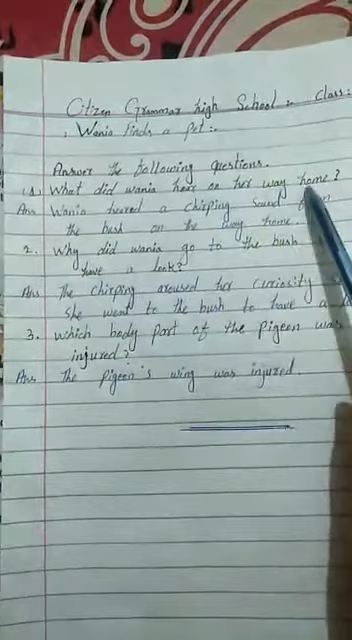 Citizen Grammar high School :. Class:
Wania Finds a Pet :.
Answer the Following questions.
(1. What did wania hear on her way home?
Ans Wania heared a chirping sound from
the bush on the way home.
2. Why did wania go to the bush
have a look?
Ans The chirping aroused her curiosity
she went to the bush to have a
3. Which body part of the Pigeon was
injured?
Ans The Pigeon's wing was injured.